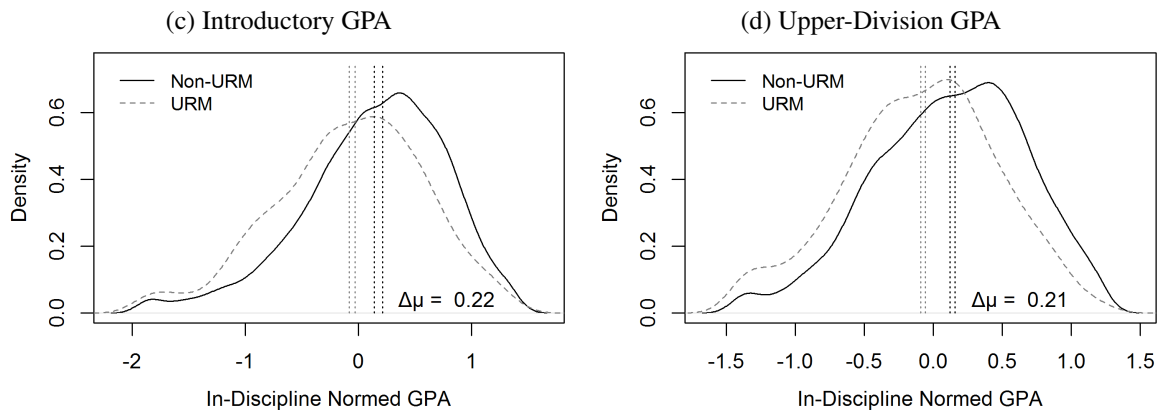 (c) Introductory GPA
Non-URM
URM
Density
0.0
0.2
0.4
0.6
Δμ = 0.22
-2
-1
0
1
In-Discipline Normed GPA
(d) Upper-Division GPA
Non-URM
URM
Density
0.0
0.2
0.4
0.6
Δμ = 0.21
-1.5
-1.0
-0.5
0.0
0.5
1.0
1.5
In-Discipline Normed GPA